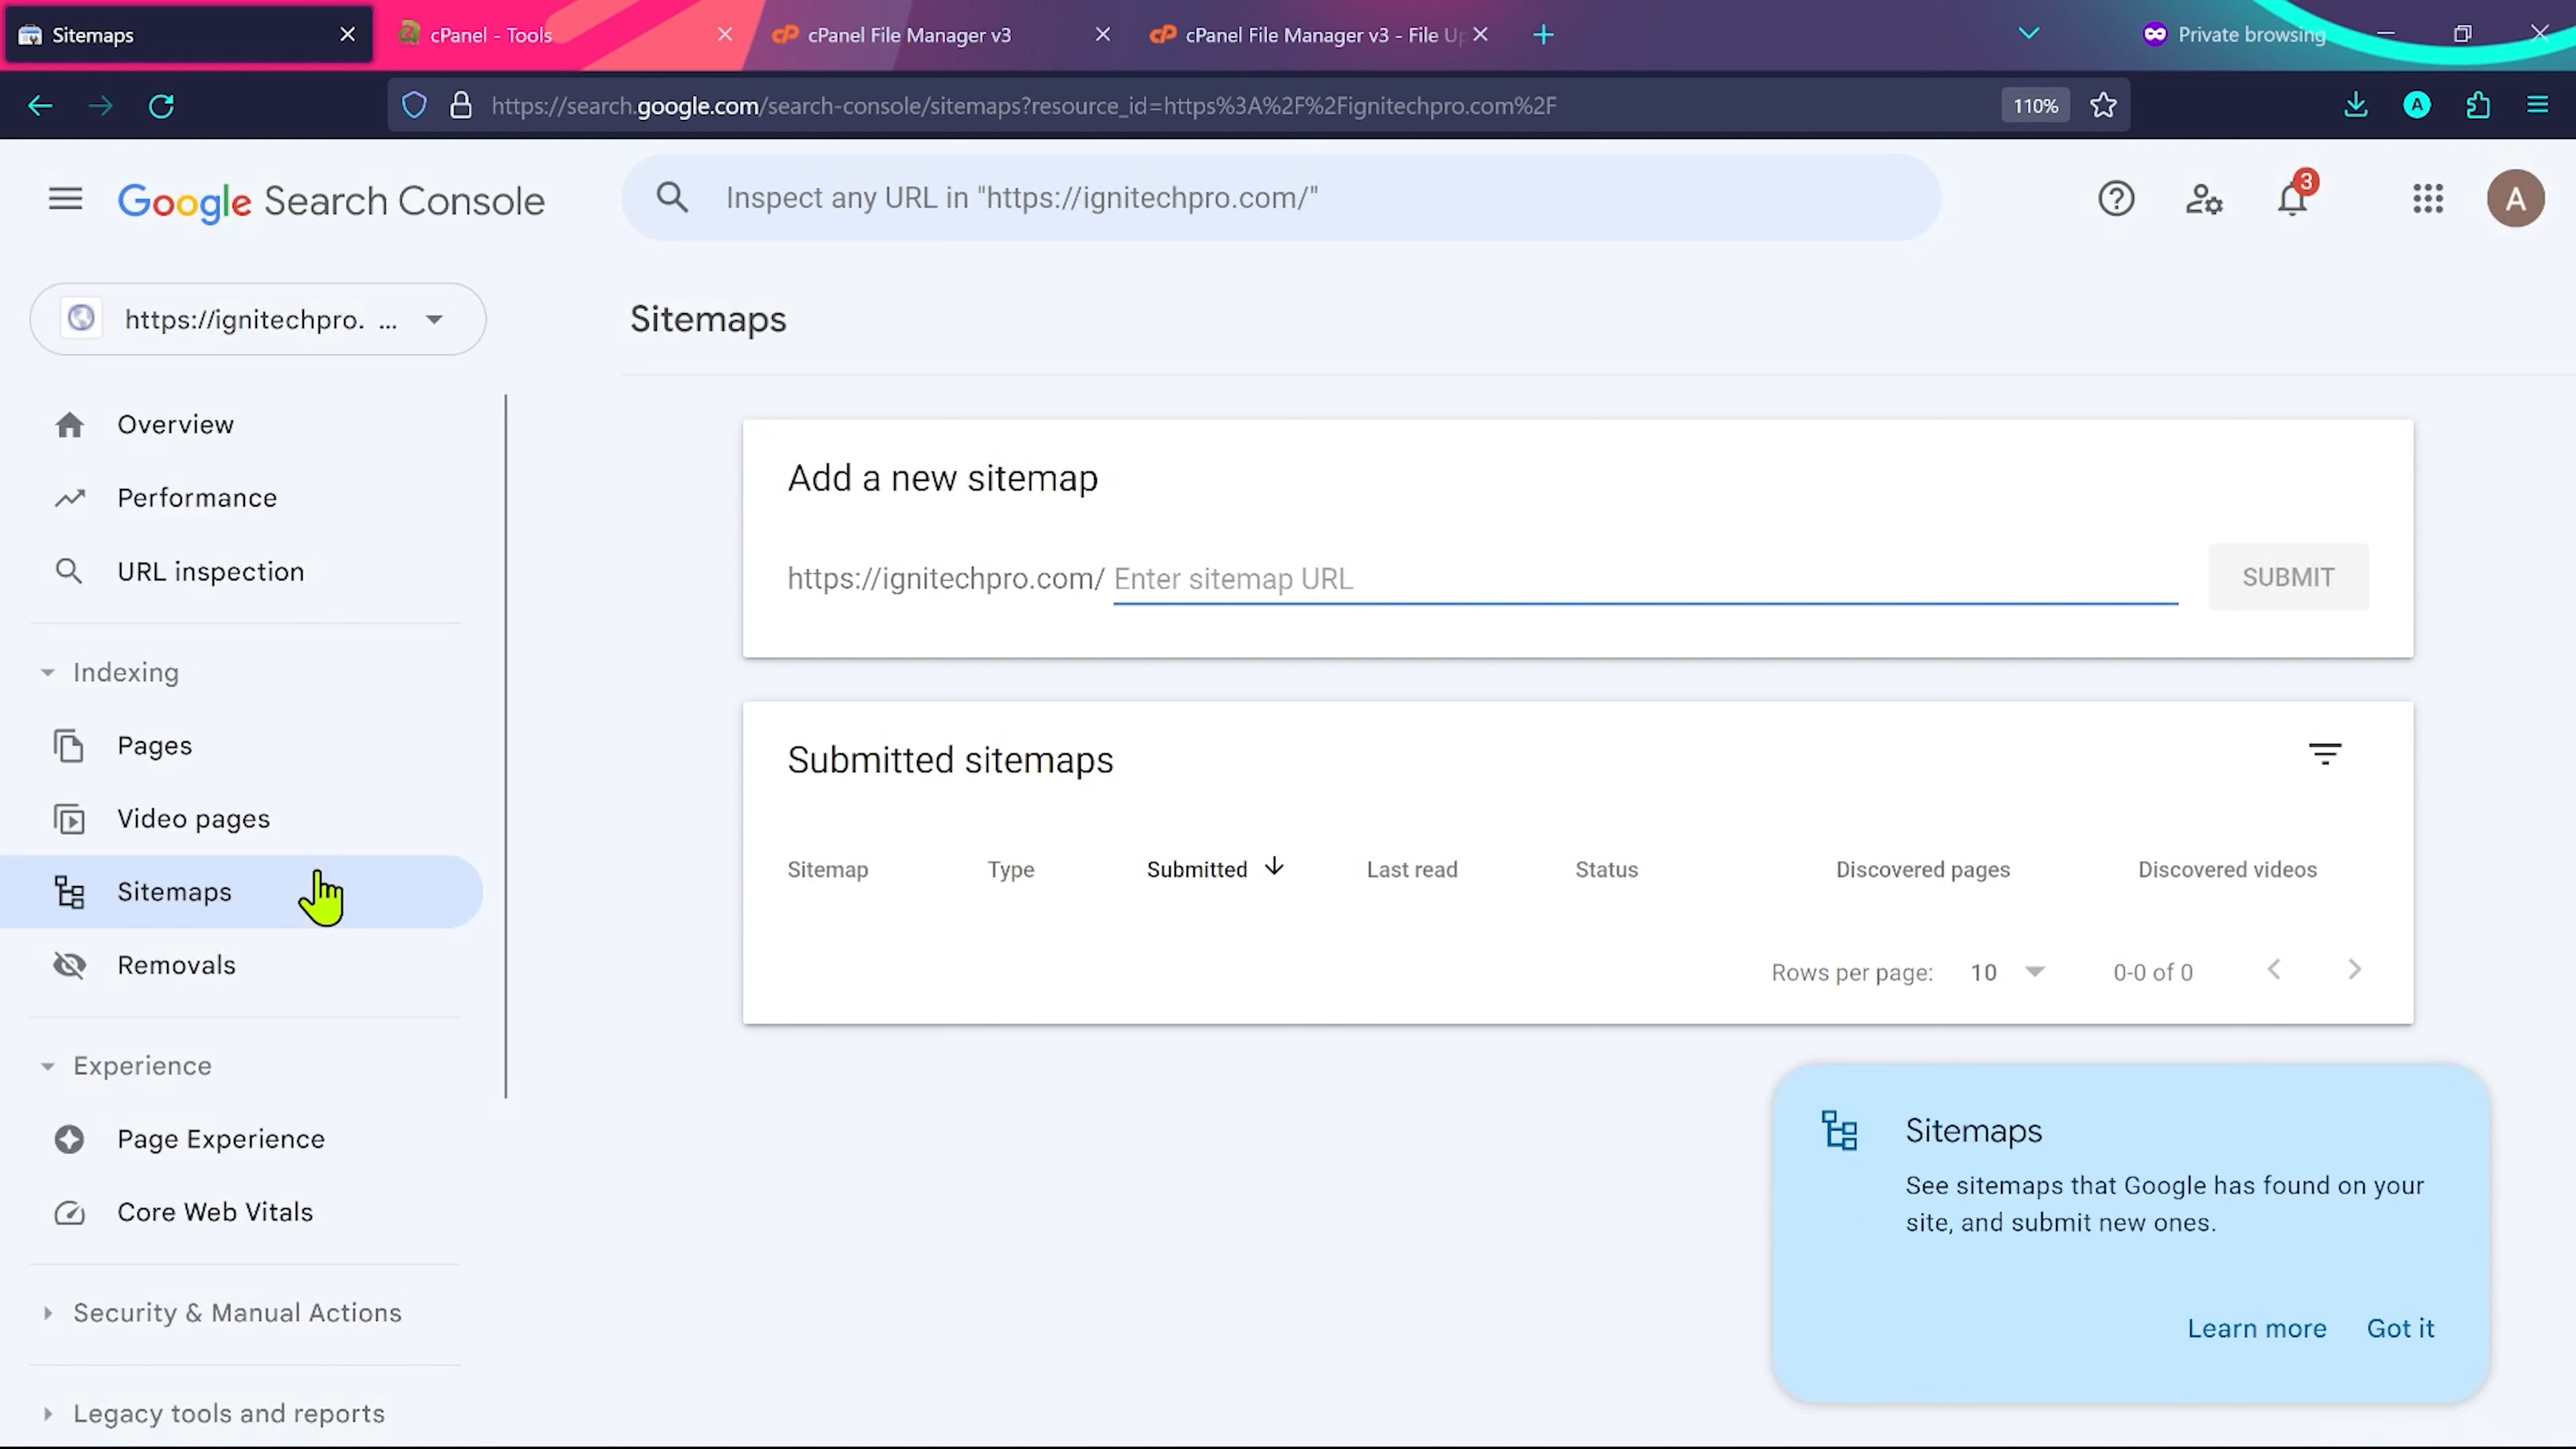 Sitemaps
cPanel - Tools
cPanel File Manager v3
cPanel File Manager v3 - File Up
Private browsing
https://search.google.com/search-console/sitemaps?resource_id=https%3A%2F%2Fignitechpro.com%2F
110%
A
Google Search Console
Inspect any URL in "https://ignitechpro.com/"
3
A
https://ignitechpro. ...
Sitemaps
Overview
Performance
URL inspection
Indexing
Pages
Video pages
Sitemaps
Removals
Experience
Page Experience
Core Web Vitals
Security & Manual Actions
Legacy tools and reports
Add a new sitemap
https://ignitechpro.com/ Enter sitemap URL
SUBMIT
Submitted sitemaps
Sitemap Type Submitted Last read Status Discovered pages Discovered videos
Rows per page: 10 0-0 of 0
Sitemaps
See sitemaps that Google has found on your
site, and submit new ones.
Learn more Got it